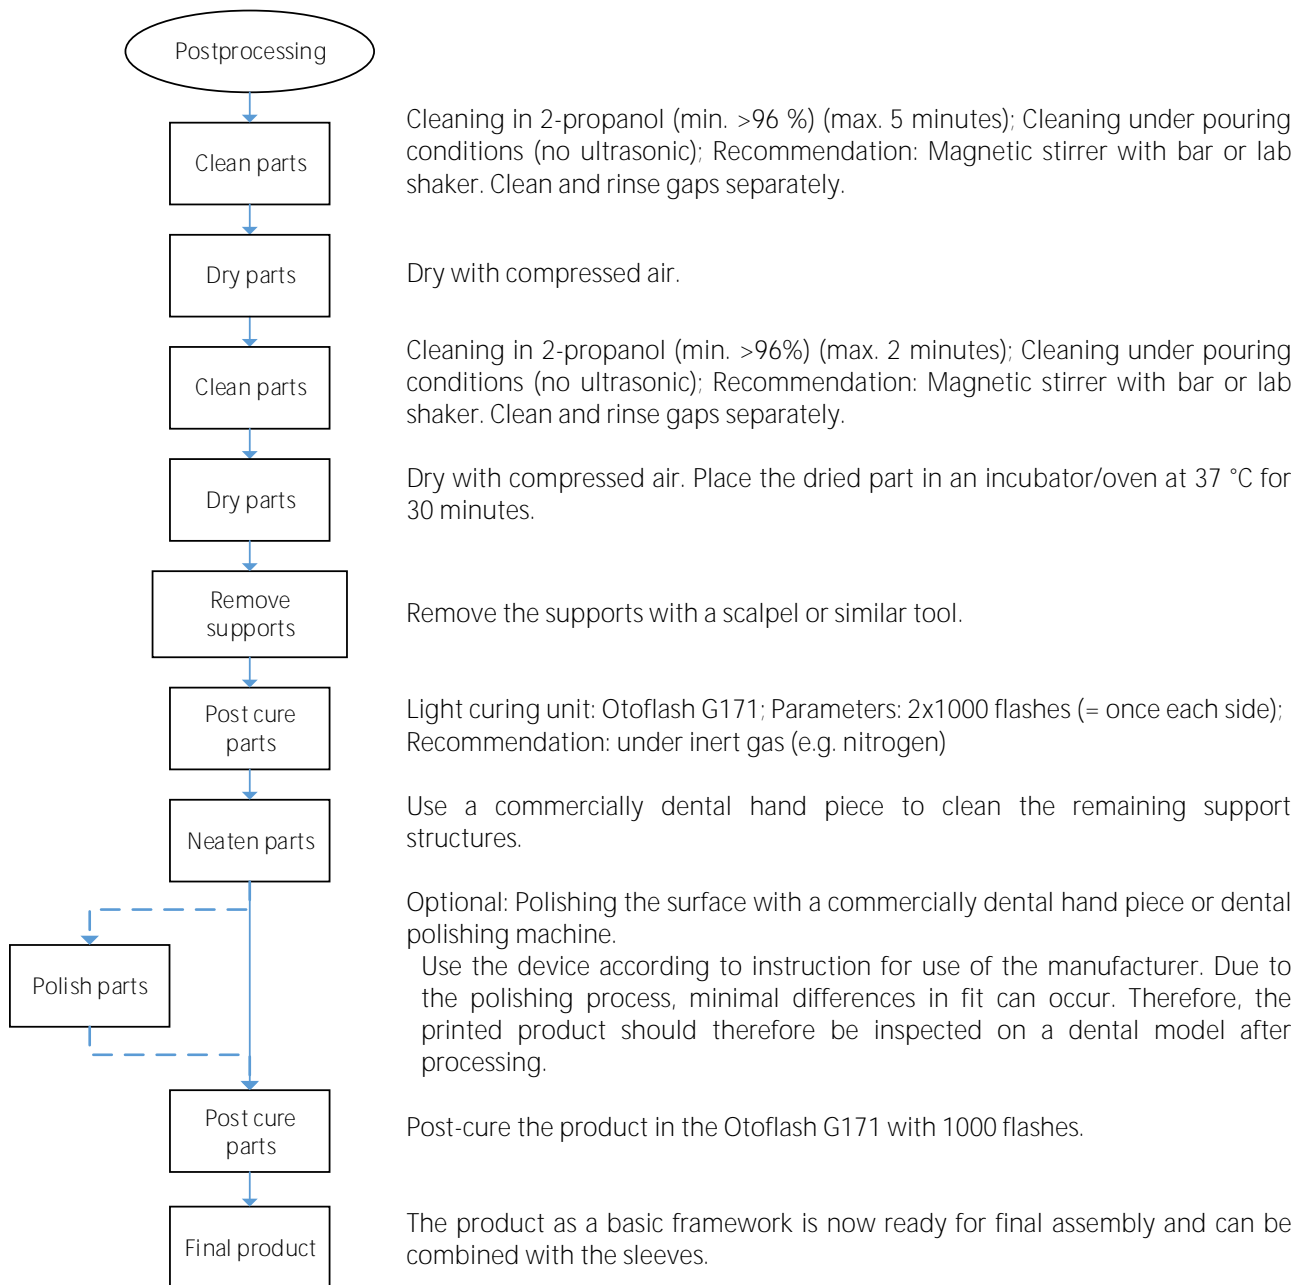 Postprocessing
Clean parts
Cleaning in 2-propanol (min. >96 %) (max. 5 minutes); Cleaning under pouring
conditions (no ultrasonic); Recommendation: Magnetic stirrer with bar or lab
shaker. Clean and rinse gaps separately.
Dry parts
Dry with compressed air.
Clean parts
Cleaning in 2-propanol (min. >96%) (max. 2 minutes); Cleaning under pouring
conditions (no ultrasonic); Recommendation: Magnetic stirrer with bar or lab
shaker. Clean and rinse gaps separately.
Dry parts
Dry with compressed air. Place the dried part in an incubator/oven at 37 °C for
30 minutes.
Remove
supports
Remove the supports with a scalpel or similar tool.
Post cure
parts
Light curing unit: Otoflash G171; Parameters: 2x1000 flashes (= once each side);
Recommendation: under inert gas (e.g. nitrogen)
Neaten parts
Use a commercially dental hand piece to clean the remaining support
structures.
Polish parts
Optional: Polishing the surface with a commercially dental hand piece or dental
polishing machine.
Use the device according to instruction for use of the manufacturer. Due to
the polishing process, minimal differences in fit can occur. Therefore, the
printed product should therefore be inspected on a dental model after
processing.
Post cure
parts
Post-cure the product in the Otoflash G171 with 1000 flashes.
Final product
The product as a basic framework is now ready for final assembly and can be
combined with the sleeves.